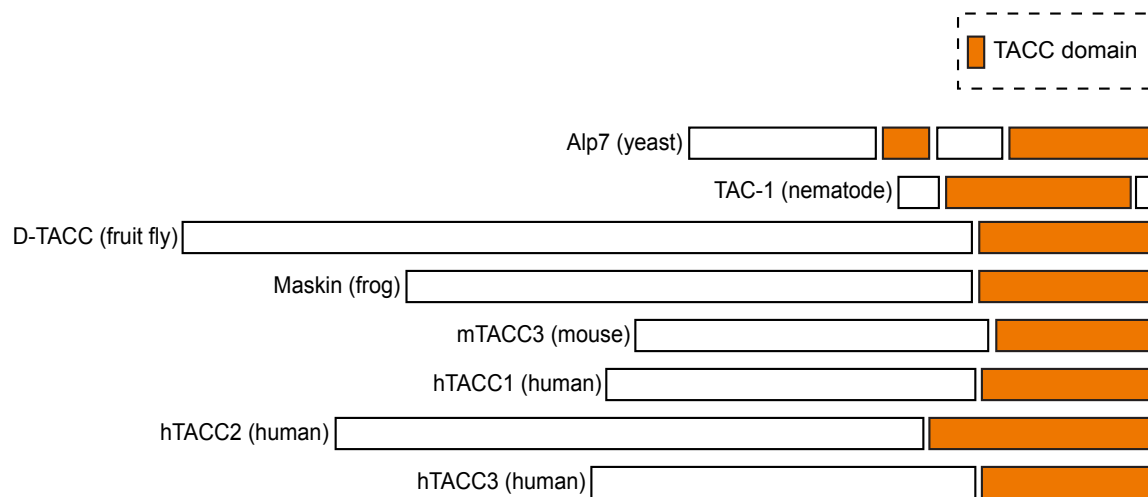 TACC domain
Alp7 (yeast)
TAC-1 (nematode)
D-TACC (fruit fly)
Maskin (frog)
mTACC3 (mouse)
hTACC1 (human)
hTACC2 (human)
hTACC3 (human)